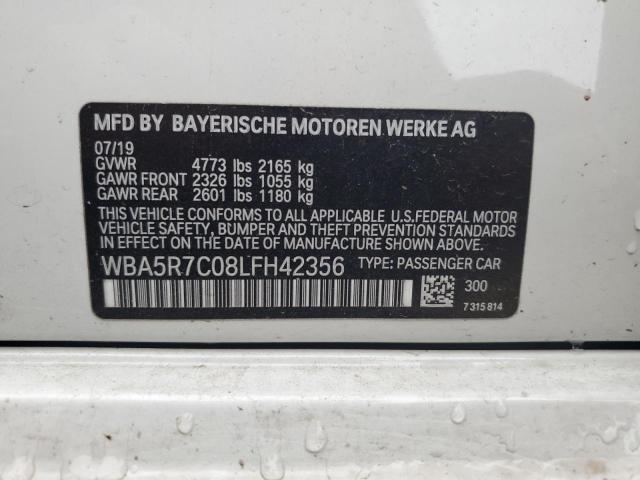 MFD BY BAYERISCHE MOTOREN WERKE AG
07/19
GVWR 4773 lbs 2165 kg
GAWR FRONT 2326 lbs 1055 kg
GAWR REAR 2601 lbs 1180 kg
THIS VEHICLE CONFORMS TO ALL APPLICABLE U.S.FEDERAL MOTOR
VEHICLE SAFETY, BUMPER AND THEFT PREVENTION STANDARDS
IN EFFECT ON THE DATE OF MANUFACTURE SHOWN ABOVE.
WBA5R7C08LFH42356 TYPE: PASSENGER CAR
300
7 315 814